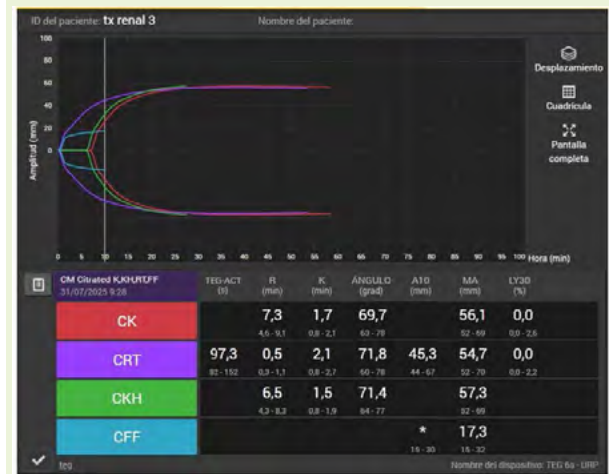 ID del paciente: tx renal 3 Nombre del paciente:
100
80
60
40
20
0
Amplitud (mm)
Desplazamiento
Cuadrícula
Pantalla
completa
0 5 10 15 20 25 30 35 40 45 50 55 60 65 70 75 80 85 90 95 100 Hora (min)
CM Citrated K,KH,RT,FF
31/07/2025 9:28
TEG-ACT (s) R (min) K (min) ÁNGULO (grad) A10 (mm) MA (mm) LY30 (%)
CK 7,3 1,7 69,7 56,1 0,0
4,6 - 9,1 0,8 - 2,1 63 - 78 52 - 69 0,0 - 2,6
CRT 97,3 0,5 2,1 71,8 45,3 54,7 0,0
82 - 152 0,3 - 1,1 0,8 - 2,7 60 - 78 44 - 67 52 - 70 0,0 - 2,2
CKH 6,5 1,5 71,4 57,3
4,3 - 8,3 0,8 - 1,9 64 - 77 52 - 69
CFF * 17,3
15 - 30 15 - 32
teg Nombre del dispositivo: TEG 6s - URP